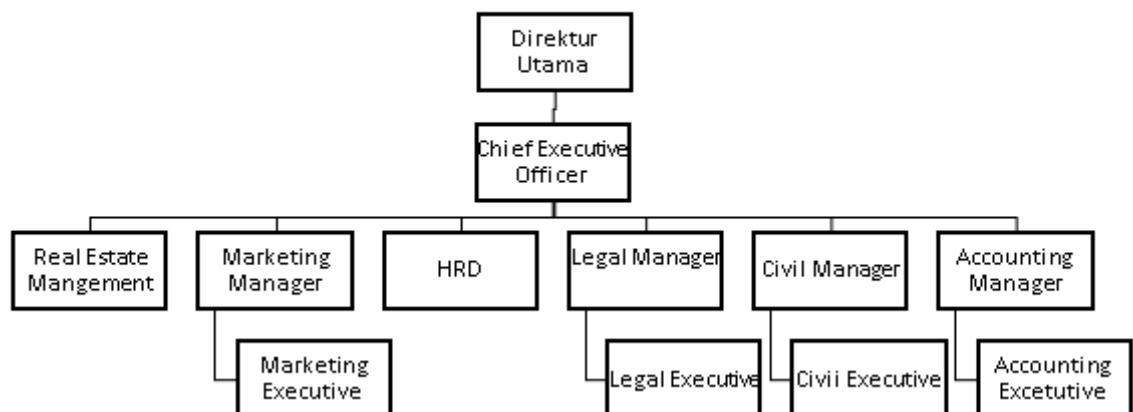 Direktur
Utama
Chief Executive
Officer
Real Estate
Mangement
Marketing
Manager
HRD
Legal Manager
Civil Manager
Accounting
Manager
Marketing
Executive
Legal Executive
Civii Executive
Accounting
Excetutive